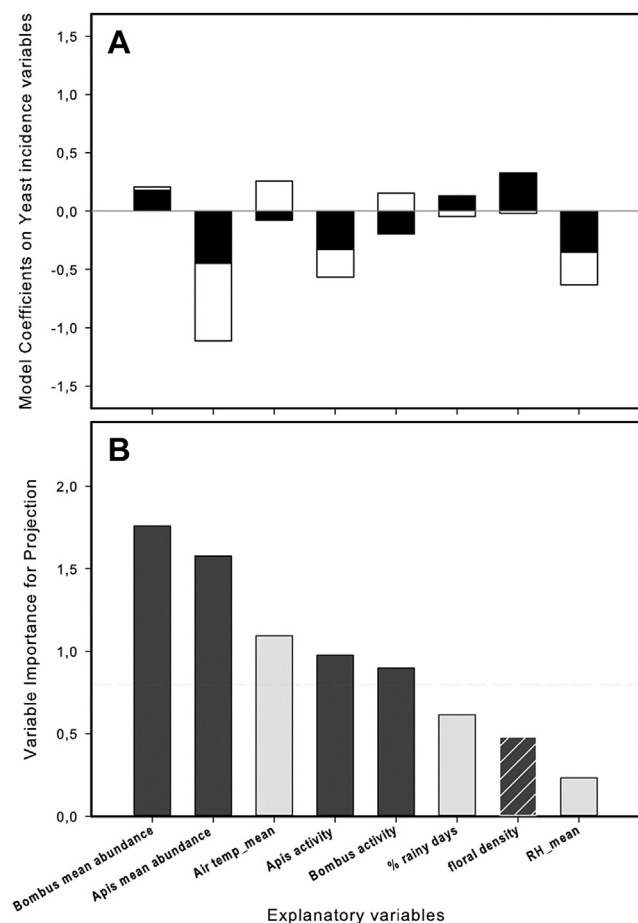 A
Model Coefficients on Yeast incidence variables
1,5
1,0
0,5
0,0
-0,5
-1,0
-1,5
B
Variable Importance for Projection
2,0
1,5
1,0
0,5
0,0
Bombus mean abundance
Apis mean abundance
Air temp_mean
Apis activity
Bombus activity
% rainy days
floral density
RH_mean
Explanatory variables